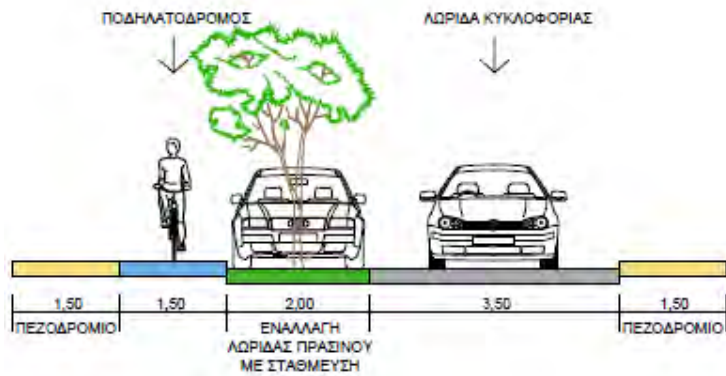 ΠΟΔΗΛΑΤΟΔΡΟΜΟΣ
ΛΩΡΙΔΑ ΚΥΚΛΟΦΟΡΙΑΣ
1,50
1,50
2,00
3,50
1,50
ΠΕΖΟΔΡΟΜΙΟ
ΕΝΑΛΛΑΓΗ
ΛΩΡΙΔΑΣ ΠΡΑΣΙΝΟΥ
ΜΕ ΣΤΑΘΜΕΥΣΗ
ΠΕΖΟΔΡΟΜΙΟ